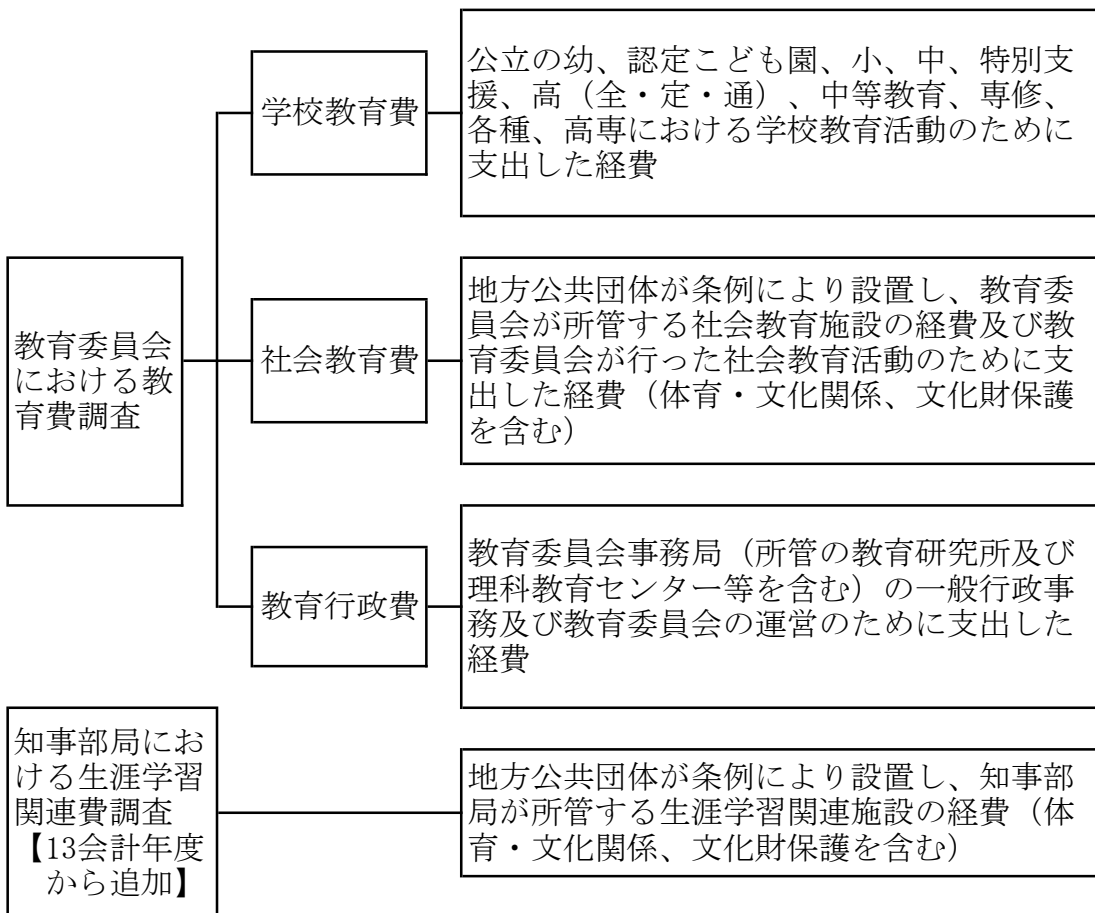 学校教育費
公立の幼、認定こども園、小、中、特別支
援、高（全・定・通）、中等教育、専修、
各種、高専における学校教育活動のために
支出した経費
教育委員会
における教
育費調査
社会教育費
地方公共団体が条例により設置し、教育委
員会が所管する社会教育施設の経費及び教
育委員会が行った社会教育活動のために支
出した経費（体育・文化関係、文化財保護
を含む）
教育行政費
教育委員会事務局（所管の教育研究所及び
理科教育センター等を含む）の一般行政事
務及び教育委員会の運営のために支出した
経費
知事部局にお
ける生涯学習
関連費調査
【13会計年度
から追加】
地方公共団体が条例により設置し、知事部
局が所管する生涯学習関連施設の経費（体
育・文化関係、文化財保護を含む）